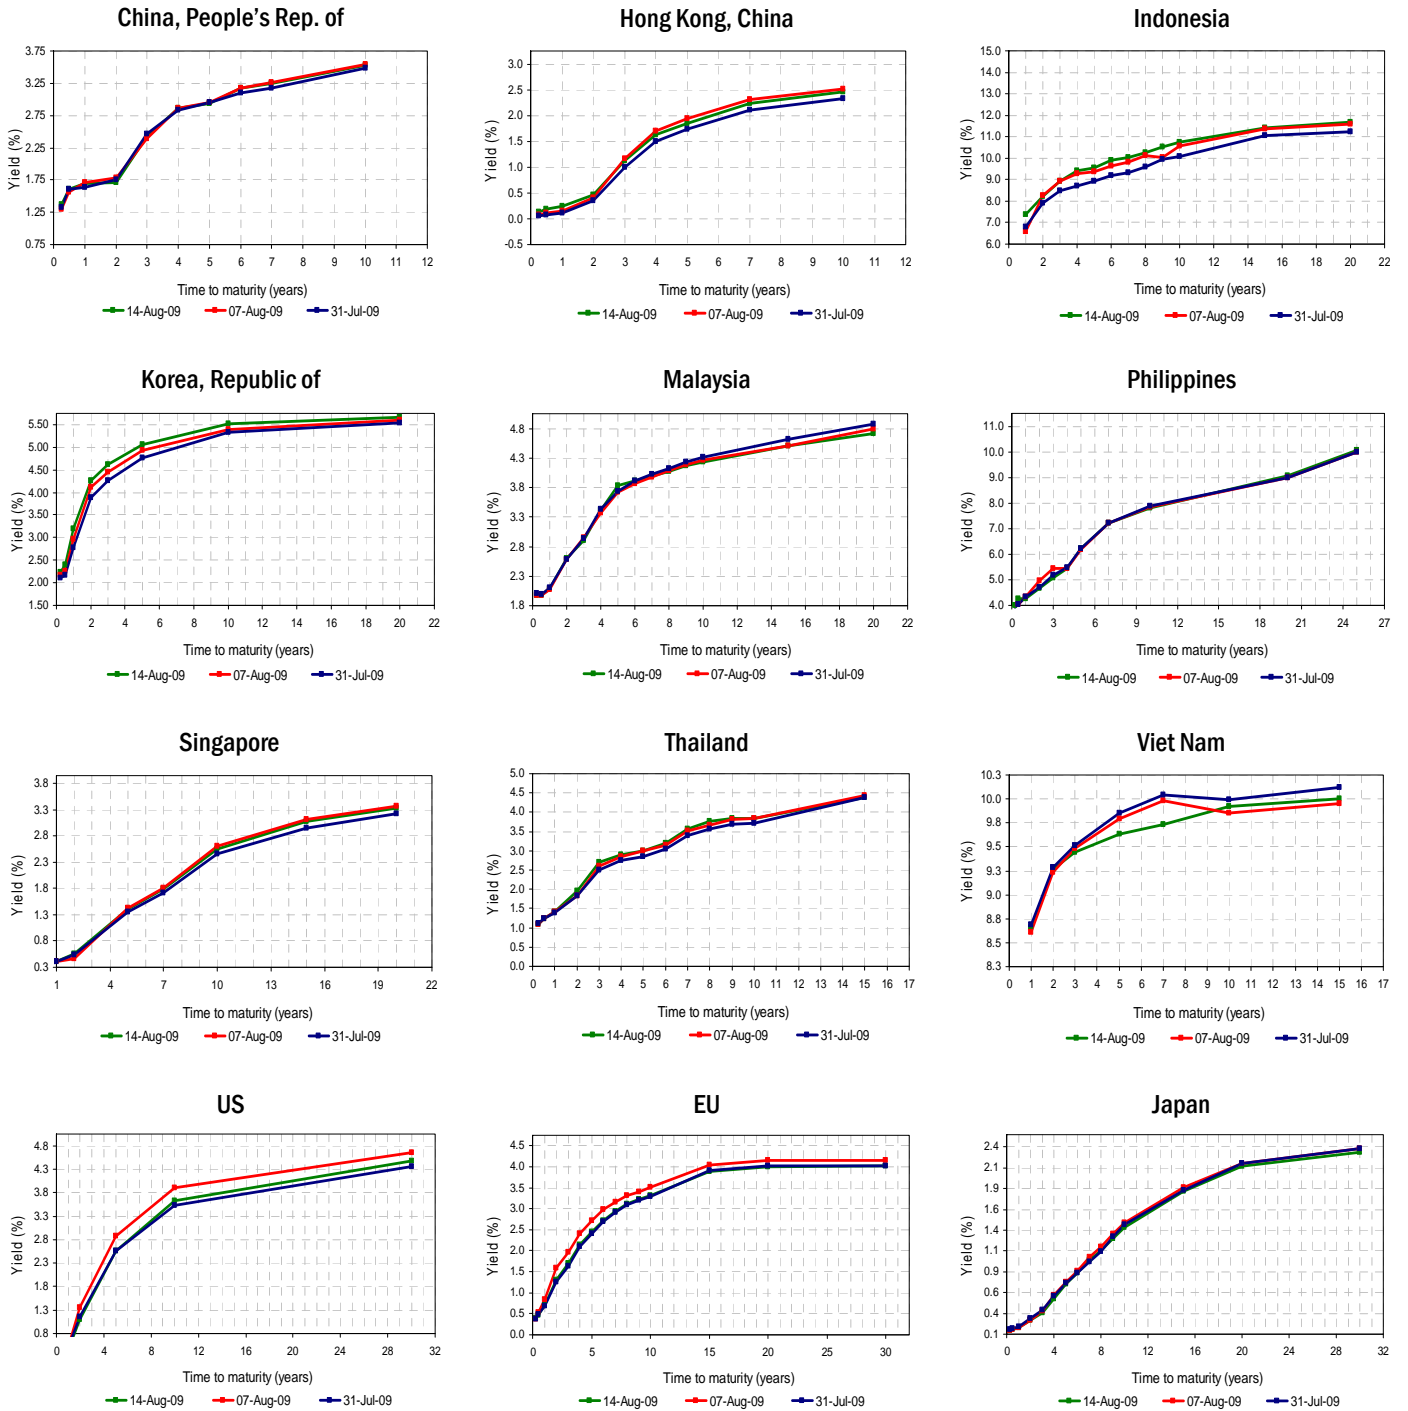 China, People's Rep. of
3.75
3.25
2.75
2.25
1.75
1.25
0.75
Yield (%)
0 1 2 3 4 5 6 7 8 9 10 11 12
Time to maturity (years)
14-Aug-09 07-Aug-09 31-Jul-09
Hong Kong, China
3.0
2.5
2.0
1.5
1.0
0.5
0.0
-0.5
Yield (%)
0 1 2 3 4 5 6 7 8 9 10 11 12
Time to maturity (years)
14-Aug-09 07-Aug-09 31-Jul-09
Indonesia
15.0
14.0
13.0
12.0
11.0
10.0
9.0
8.0
7.0
6.0
Yield (%)
0 2 4 6 8 10 12 14 16 18 20 22
Time to maturity (years)
14-Aug-09 07-Aug-09 31-Jul-09
Korea, Republic of
5.50
5.00
4.50
4.00
3.50
3.00
2.50
2.00
1.50
Yield (%)
0 2 4 6 8 10 12 14 16 18 20 22
Time to maturity (years)
14-Aug-09 07-Aug-09 31-Jul-09
Malaysia
4.8
4.3
3.8
3.3
2.8
2.3
1.8
Yield (%)
0 2 4 6 8 10 12 14 16 18 20 22
Time to maturity (years)
14-Aug-09 07-Aug-09 31-Jul-09
Philippines
11.0
10.0
9.0
8.0
7.0
6.0
5.0
4.0
Yield (%)
0 3 6 9 12 15 18 21 24 27
Time to maturity (years)
14-Aug-09 07-Aug-09 31-Jul-09
Singapore
3.8
3.3
2.8
2.3
1.8
1.3
0.8
0.3
Yield (%)
1 4 7 10 13 16 19 22
Time to maturity (years)
14-Aug-09 07-Aug-09 31-Jul-09
Thailand
5.0
4.5
4.0
3.5
3.0
2.5
2.0
1.5
1.0
0.5
0.0
Yield (%)
0 1 2 3 4 5 6 7 8 9 10 11 12 13 14 15 16 17
Time to maturity (years)
14-Aug-09 07-Aug-09 31-Jul-09
Viet Nam
10.3
10.0
9.8
9.5
9.3
9.0
8.8
8.5
8.3
Yield (%)
0 1 2 3 4 5 6 7 8 9 10 11 12 13 14 15 16 17
Time to maturity (years)
14-Aug-09 07-Aug-09 31-Jul-09
US
4.8
4.3
3.8
3.3
2.8
2.3
1.8
1.3
0.8
Yield (%)
0 4 8 12 16 20 24 28 32
Time to maturity (years)
14-Aug-09 07-Aug-09 31-Jul-09
EU
4.5
4.0
3.5
3.0
2.5
2.0
1.5
1.0
0.5
0.0
Yield (%)
0 5 10 15 20 25 30
Time to maturity (years)
14-Aug-09 07-Aug-09 31-Jul-09
Japan
2.4
2.1
1.9
1.6
1.4
1.1
0.9
0.6
0.4
0.1
Yield (%)
0 4 8 12 16 20 24 28 32
Time to maturity (years)
14-Aug-09 07-Aug-09 31-Jul-09